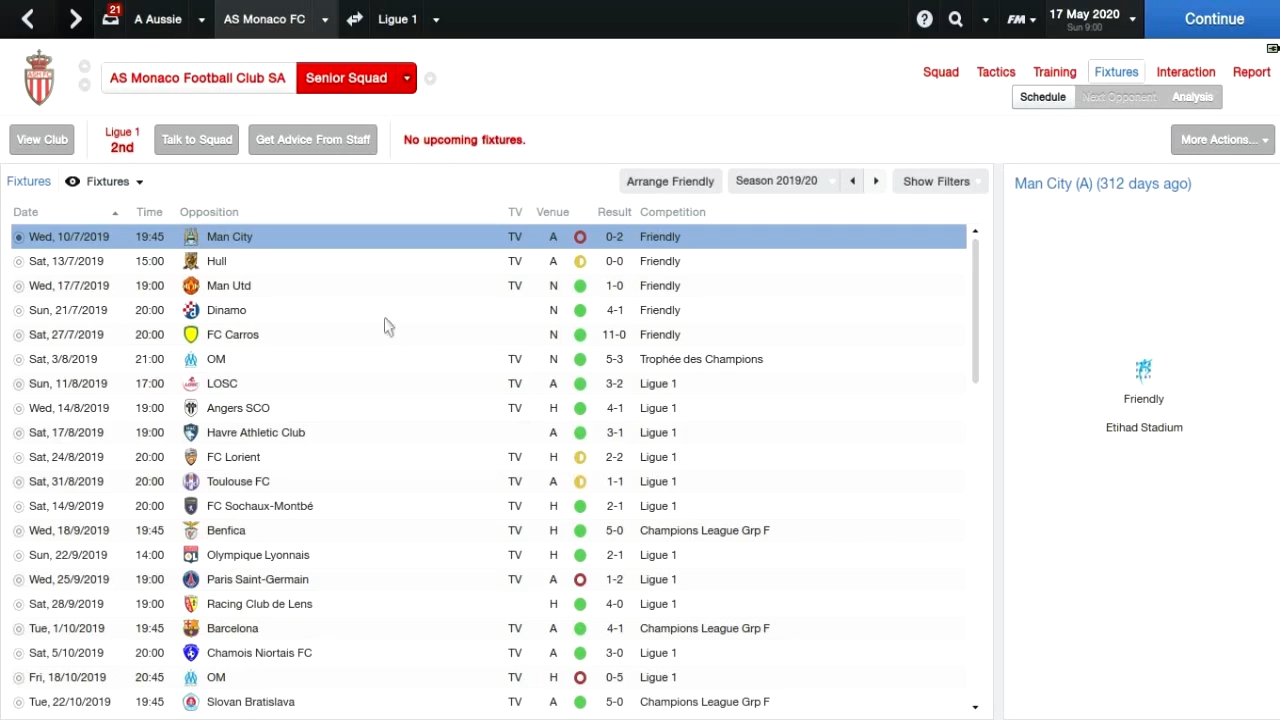 21
A Aussie
AS Monaco FC
Ligue 1
FM
17 May 2020
Sun 9:00
Continue
AS Monaco Football Club SA
Senior Squad
Squad
Tactics
Training
Fixtures
Interaction
Report
Schedule
Next Opponent
Analysis
View Club
Ligue 1
2nd
Talk to Squad
Get Advice From Staff
No upcoming fixtures.
More Actions...
Fixtures
Fixtures
Arrange Friendly
Season 2019/20
Show Filters
Man City (A) (312 days ago)
Date Time Opposition TV Venue Result Competition
Wed, 10/7/2019 19:45 Man City TV A 0-2 Friendly
Sat, 13/7/2019 15:00 Hull TV A 0-0 Friendly
Wed, 17/7/2019 19:00 Man Utd TV N 1-0 Friendly
Sun, 21/7/2019 20:00 Dinamo N 4-1 Friendly
Sat, 27/7/2019 20:00 FC Carros N 11-0 Friendly
Sat, 3/8/2019 21:00 OM TV N 5-3 Trophée des Champions
Sun, 11/8/2019 17:00 LOSC TV A 3-2 Ligue 1
Wed, 14/8/2019 19:00 Angers SCO TV H 4-1 Ligue 1
Sat, 17/8/2019 19:00 Havre Athletic Club A 3-1 Ligue 1
Sat, 24/8/2019 20:00 FC Lorient TV H 2-2 Ligue 1
Sat, 31/8/2019 20:00 Toulouse FC TV A 1-1 Ligue 1
Sat, 14/9/2019 20:00 FC Sochaux-Montbé TV H 2-1 Ligue 1
Wed, 18/9/2019 19:45 Benfica TV H 5-0 Champions League Grp F
Sun, 22/9/2019 14:00 Olympique Lyonnais TV H 2-1 Ligue 1
Wed, 25/9/2019 19:00 Paris Saint-Germain TV A 1-2 Ligue 1
Sat, 28/9/2019 19:00 Racing Club de Lens H 4-0 Ligue 1
Tue, 1/10/2019 19:45 Barcelona TV A 4-1 Champions League Grp F
Sat, 5/10/2019 20:00 Chamois Niortais FC TV A 3-0 Ligue 1
Fri, 18/10/2019 20:45 OM TV H 0-5 Ligue 1
Tue, 22/10/2019 19:45 Slovan Bratislava TV A 5-0 Champions League Grp F
Friendly
Etihad Stadium